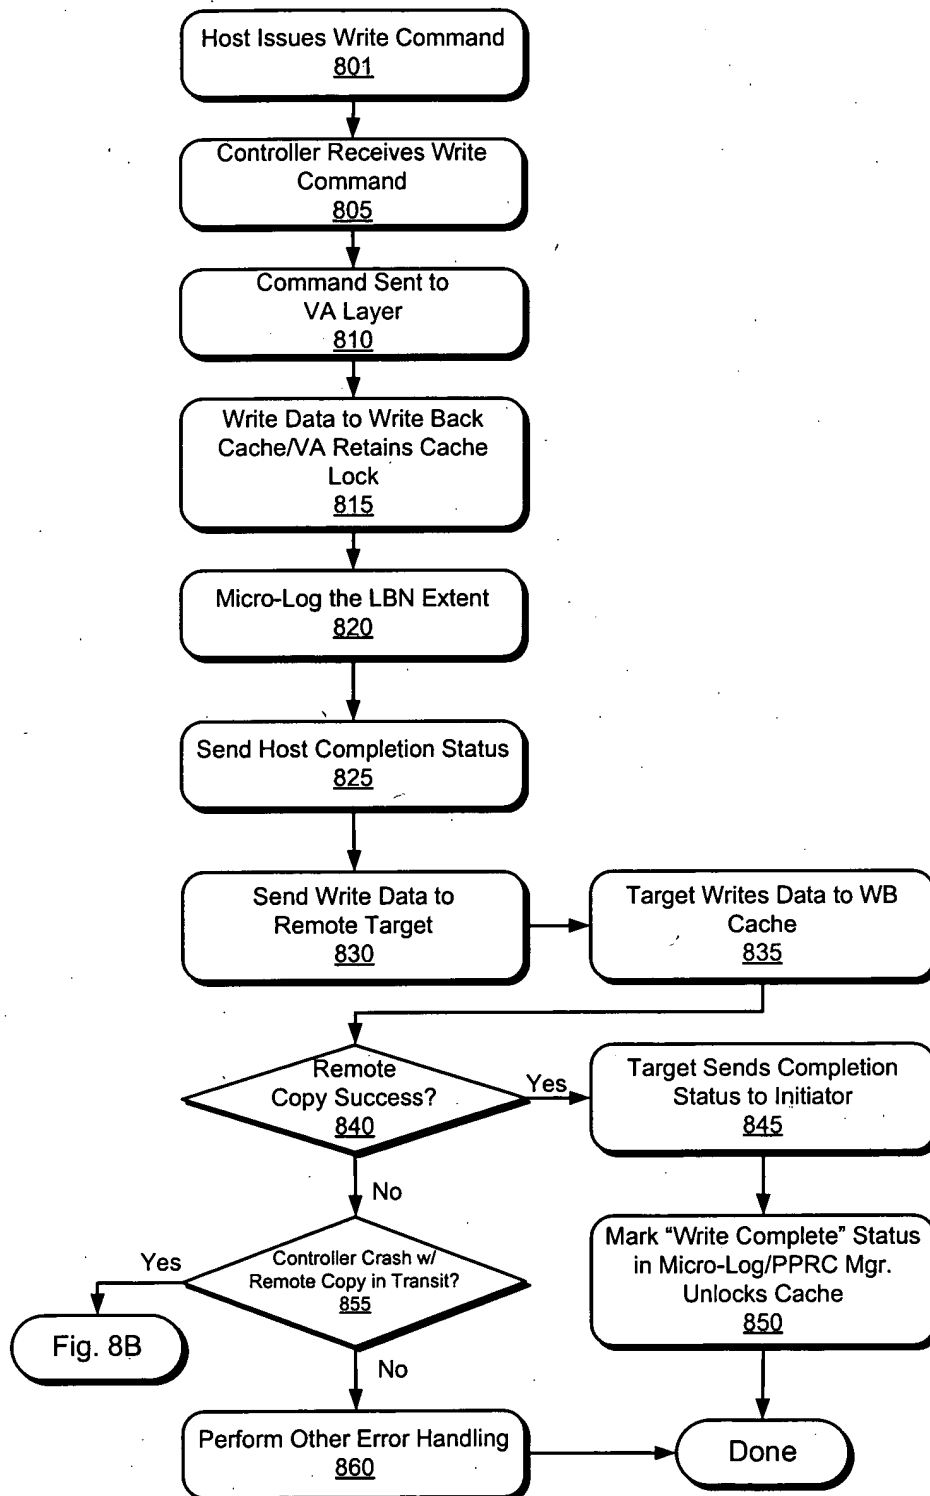 Host Issues Write Command
801
Controller Receives Write
Command
805
Command Sent to
VA Layer
810
Write Data to Write Back
Cache/VA Retains Cache
Lock
815
Micro-Log the LBN Extent
820
Send Host Completion Status
825
Send Write Data to
Remote Target
830
Target Writes Data to WB
Cache
835
Remote
Copy Success?
840
Yes
Target Sends Completion
Status to Initiator
845
No
Controller Crash w/
Remote Copy in Transit?
855
Yes
Mark “Write Complete” Status
in Micro-Log/PPRC Mgr.
Unlocks Cache
850
Fig. 8B
No
Perform Other Error Handling
860
Done